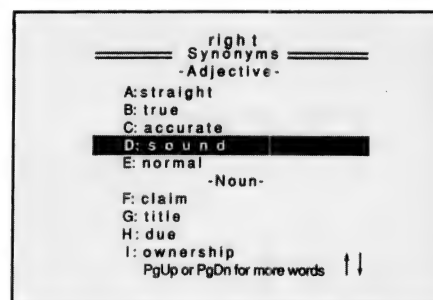 right
Synonyms
-Adjective-
A: straight
B: true
C: accurate
D: sound
E: normal
-Noun-
F: claim
G: title
H: due
I: ownership
PgUp or PgDn for more words ↑↓